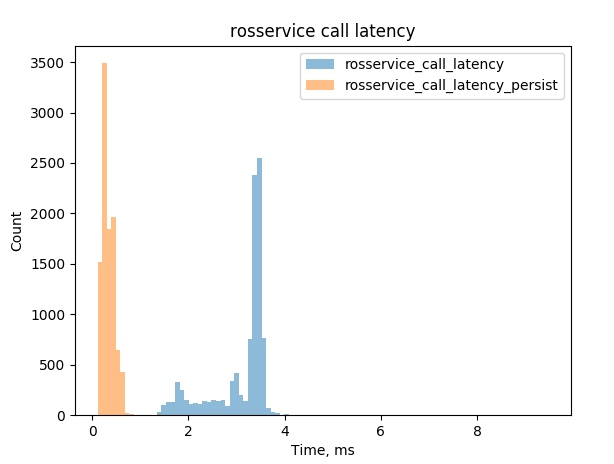 rosservice call latency
rosservice_call_latency
rosservice_call_latency_persist
3500
3000
2500
2000
1500
1000
500
0
Count
0 2 4 6 8
Time, ms